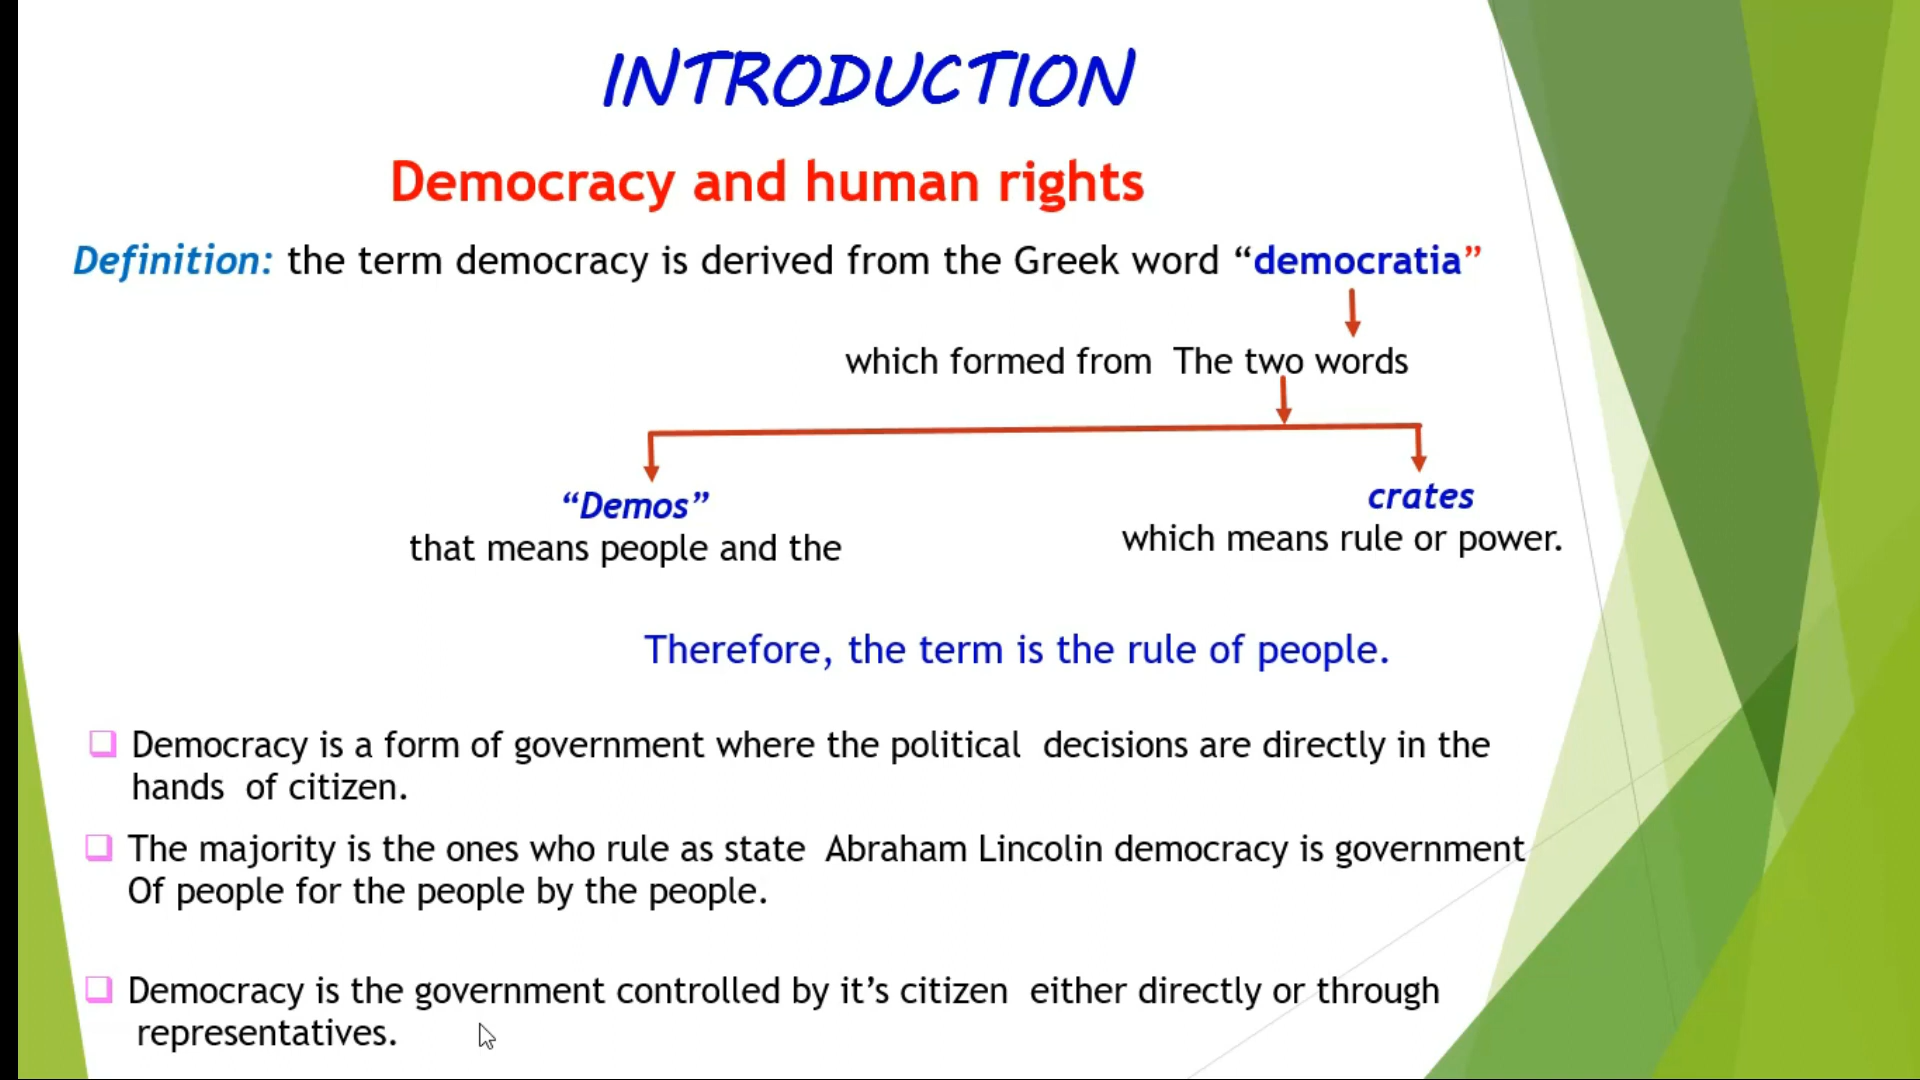 INTRODUCTION
Democracy and human rights
Definition: the term democracy is derived from the Greek word “democratia”
which formed from The two words
“Demos”
that means people and the
crates
which means rule or power.
Therefore, the term is the rule of people.
Democracy is a form of government where the political decisions are directly in the
hands of citizen.
The majority is the ones who rule as state Abraham Lincolin democracy is government
Of people for the people by the people.
Democracy is the government controlled by it’s citizen either directly or through
representatives.